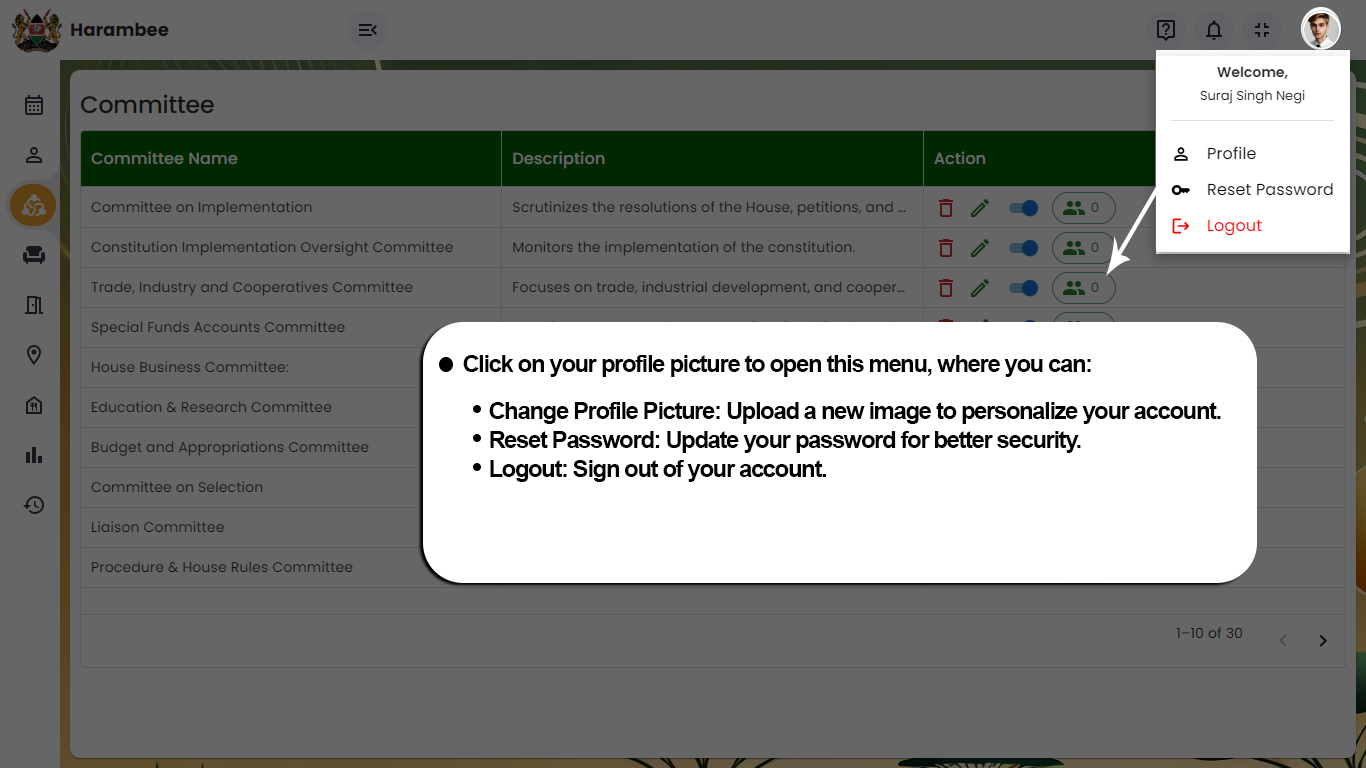 Harambee
Welcome,
Suraj Singh Negi
Profile
Reset Password
Logout
Committee
Committee Name Description Action
Committee on Implementation Scrutinizes the resolutions of the House, petitions, and ... 0
Constitution Implementation Oversight Committee Monitors the implementation of the constitution. 0
Trade, Industry and Cooperatives Committee Focuses on trade, industrial development, and cooper... 0
Special Funds Accounts Committee
House Business Committee:
Education & Research Committee
Budget and Appropriations Committee
Committee on Selection
Liaison Committee
Procedure & House Rules Committee
● Click on your profile picture to open this menu, where you can:
• Change Profile Picture: Upload a new image to personalize your account.
• Reset Password: Update your password for better security.
• Logout: Sign out of your account.
1–10 of 30